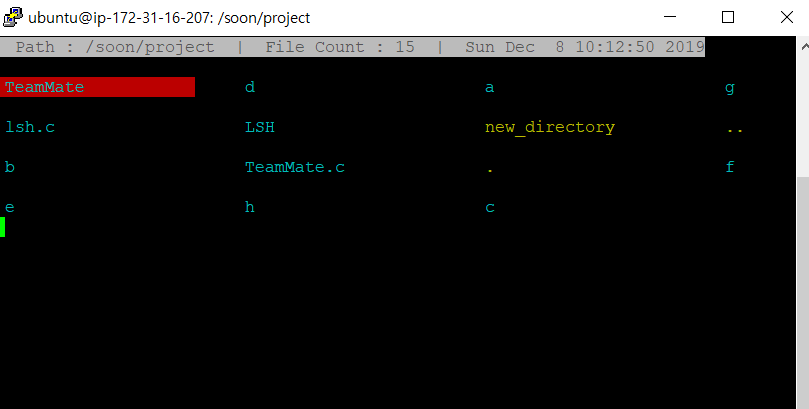 ubuntu@ip-172-31-16-207: /soon/project
Path : /soon/project | File Count : 15 | Sun Dec  8 10:12:50 2019
TeamMate d a g
lsh.c LSH new_directory ..
b TeamMate.c . f
e h c